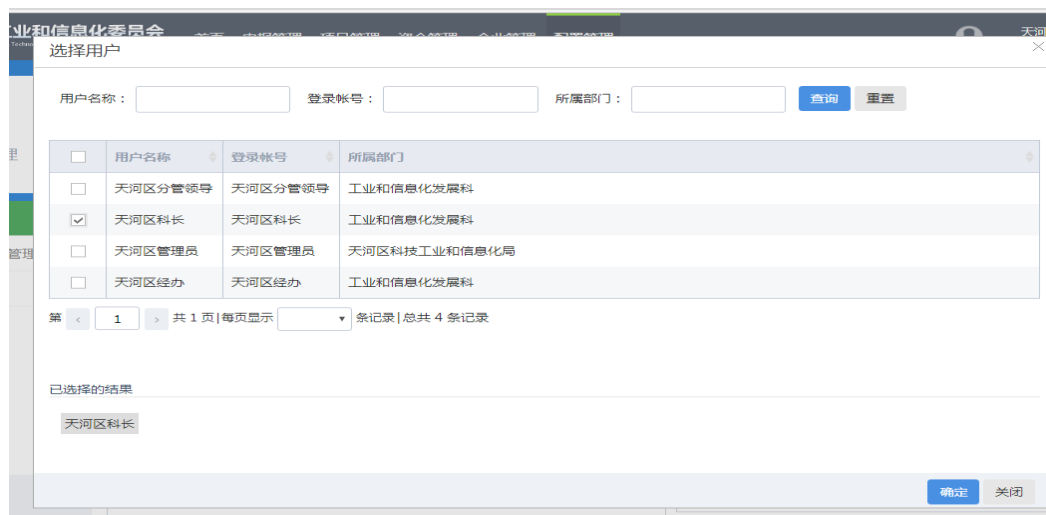 业和信息化委员会
天河
选择用户
用户名称： 登录帐号： 所属部门： 查询 重置
理
用户名称 登录帐号 所属部门
天河区分管领导 天河区分管领导 工业和信息化发展科
天河区科长 天河区科长 工业和信息化发展科
管理 天河区管理员 天河区管理员 天河区科技工业和信息化局
天河区经办 天河区经办 工业和信息化发展科
第 < 1 > 共 1 页|每页显示 条记录|总共 4 条记录
已选择的结果
天河区科长
确定 关闭